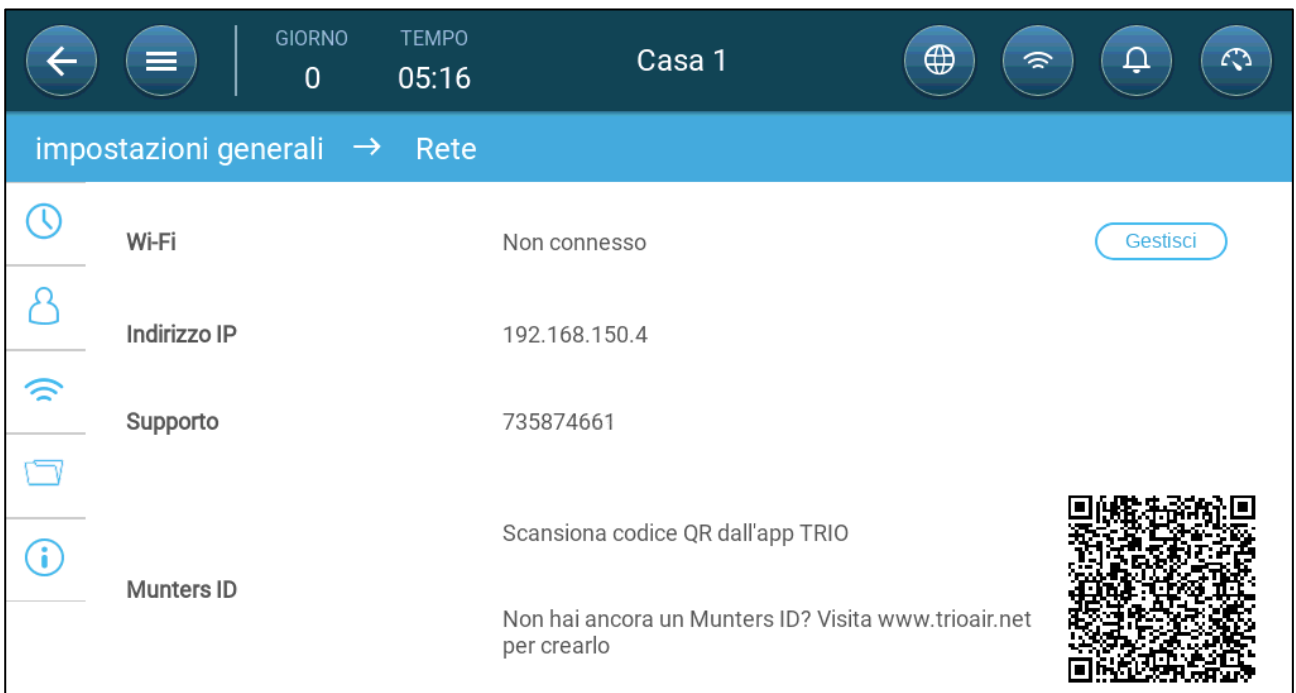 GIORNO TEMPO
0 05:16 Casa 1
impostazioni generali → Rete
Wi-Fi Non connesso Gestisci
Indirizzo IP 192.168.150.4
Supporto 735874661
Scansiona codice QR dall'app TRIO
Munters ID
Non hai ancora un Munters ID? Visita www.trioair.net
per crearlo